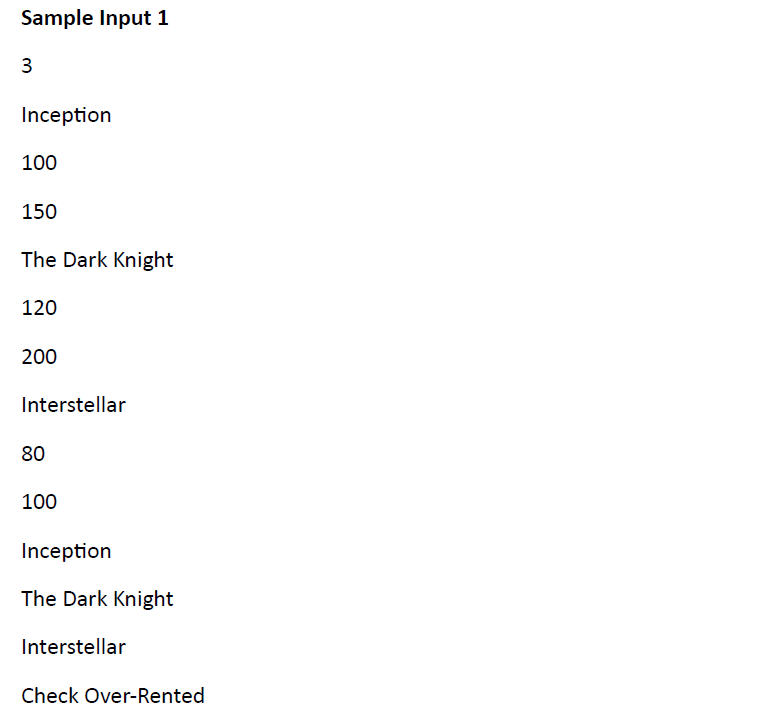 Sample Input 1
3
Inception
100
150
The Dark Knight
120
200
Interstellar
80
100
Inception
The Dark Knight
Interstellar
Check Over-Rented